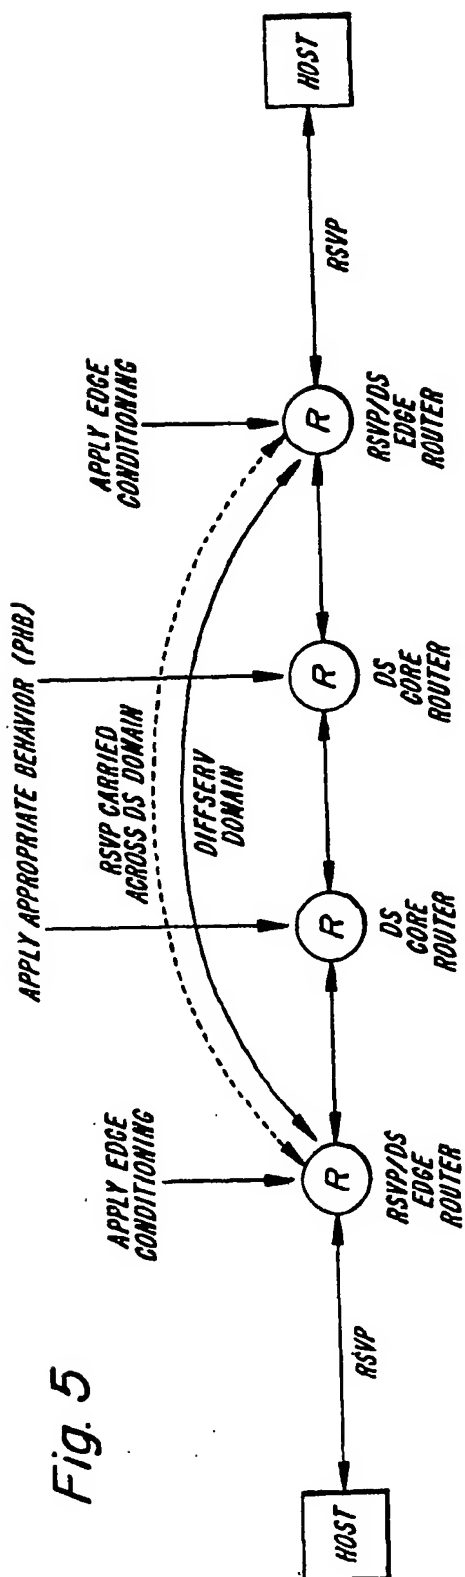 Fig. 5
APPLY APPROPRIATE BEHAVIOR (PHB)
APPLY EDGE
CONDITIONING
RSVP CARRIED
ACROSS DS DOMAIN
DIFFSERV
DOMAIN
APPLY EDGE
CONDITIONING
HOST
RSVP
R
RSVP/DS
EDGE
ROUTER
R
DS
CORE
ROUTER
R
DS
CORE
ROUTER
R
RSVP/DS
EDGE
ROUTER
RSVP
HOST